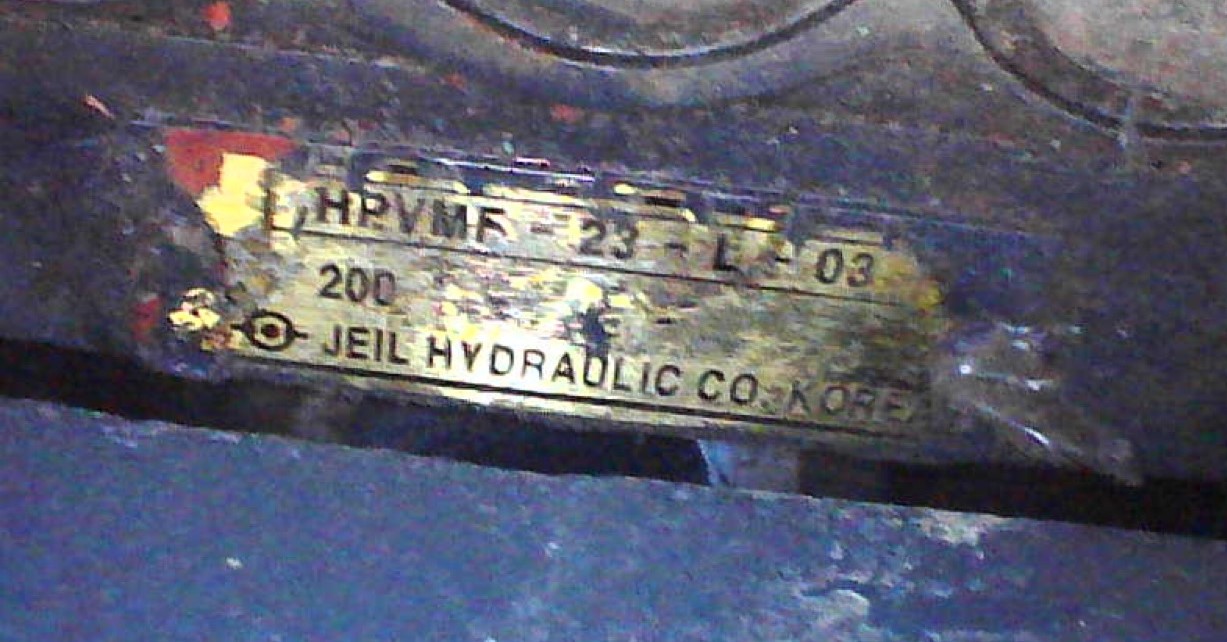 HPVMF - 23 - L - 03
200
JEIL HYDRAULIC CO. KOREA